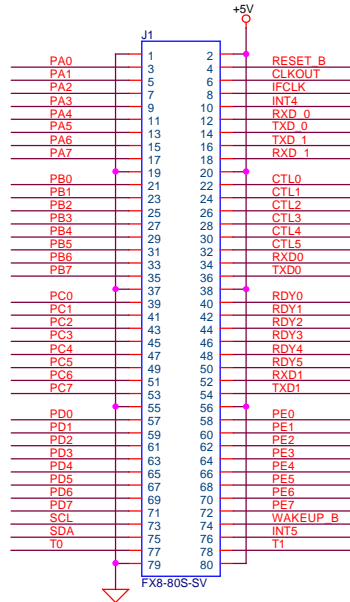 +5V
J1
1 2
PA0 3 4 RESET_B
PA1 5 6 CLKOUT
PA2 7 8 IFCLK
PA3 9 10 INT4
PA4 11 12 RXD_0
PA5 13 14 TXD_0
PA6 15 16 TXD_1
PA7 17 18 RXD_1
19 20
PB0 21 22 CTL0
PB1 23 24 CTL1
PB2 25 26 CTL2
PB3 27 28 CTL3
PB4 29 30 CTL4
PB5 31 32 CTL5
PB6 33 34 RXD0
PB7 35 36 TXD0
37 38
PC0 39 40 RDY0
PC1 41 42 RDY1
PC2 43 44 RDY2
PC3 45 46 RDY3
PC4 47 48 RDY4
PC5 49 50 RDY5
PC6 51 52 RXD1
PC7 53 54 TXD1
55 56
PD0 57 58 PE0
PD1 59 60 PE1
PD2 61 62 PE2
PD3 63 64 PE3
PD4 65 66 PE4
PD5 67 68 PE5
PD6 69 70 PE6
PD7 71 72 PE7
SCL 73 74 WAKEUP_B
SDA 75 76 INT5
T0 77 78 T1
79 80
FX8-80S-SV